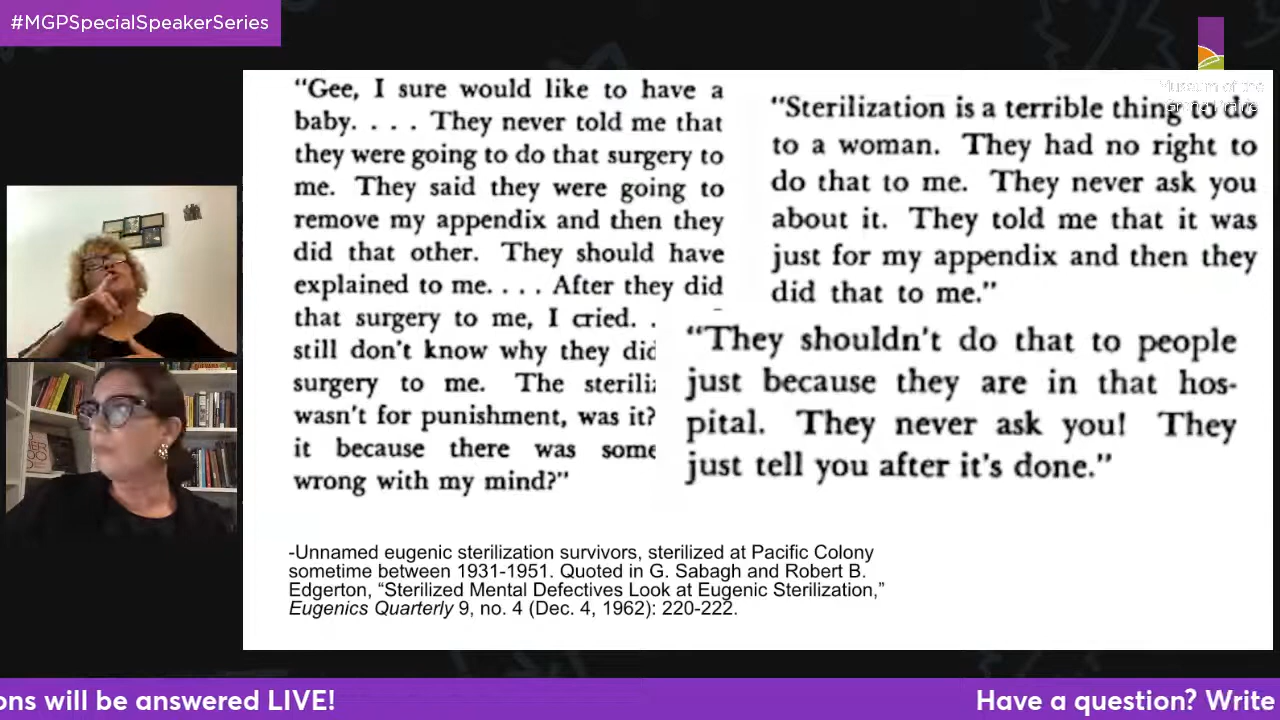 #MGPSpecialSpeakerSeries
Museum of the
Grand Prairie
“Gee, I sure would like to have a
baby. . . . They never told me that
they were going to do that surgery to
me. They said they were going to
remove my appendix and then they
did that other. They should have
explained to me. . . . After they did
that surgery to me, I cried. .
still don't know why they did
surgery to me. The steriliz
wasn't for punishment, was it?
it because there was some
wrong with my mind?”
“Sterilization is a terrible thing to do
to a woman. They had no right to
do that to me. They never ask you
about it. They told me that it was
just for my appendix and then they
did that to me.”
“They shouldn't do that to people
just because they are in that hos-
pital. They never ask you! They
just tell you after it's done.”
-Unnamed eugenic sterilization survivors, sterilized at Pacific Colony
sometime between 1931-1951. Quoted in G. Sabagh and Robert B.
Edgerton, “Sterilized Mental Defectives Look at Eugenic Sterilization,”
Eugenics Quarterly 9, no. 4 (Dec. 4, 1962): 220-222.
ons will be answered LIVE!
Have a question? Write